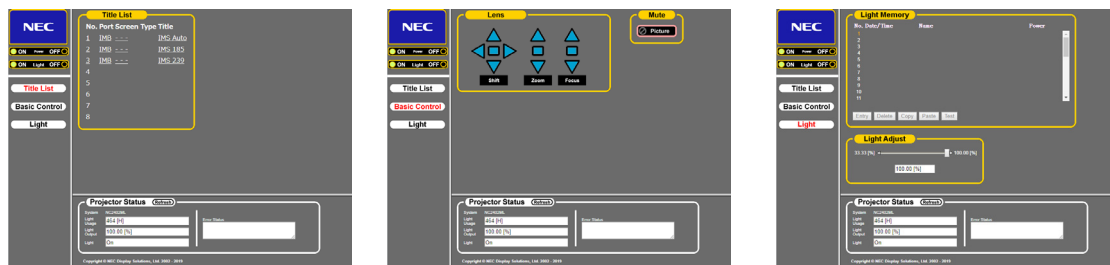 NEC
ON Power OFF
ON Light OFF
Title List
Basic Control
Light
Title List
No. Port Screen Type Title
1 IMB - - - IMS Auto
2 IMB - - - IMS 185
3 IMB - - - IMS 239
4
5
6
7
8
Projector Status (Refresh)
System
Light Usage 454 [H]
Light Output 100.00 [%]
Light On
Error Status
Copyright © NEC Display Solutions, Ltd. 2002 - 2019
NEC
ON Power OFF
ON Light OFF
Title List
Basic Control
Light
Lens
Shift Zoom Focus
Mute
Picture
Projector Status (Refresh)
System
Light Usage 454 [H]
Light Output 100.00 [%]
Light On
Error Status
Copyright © NEC Display Solutions, Ltd. 2002 - 2019
NEC
ON Power OFF
ON Light OFF
Title List
Basic Control
Light
Light Memory
No. Date/Time Name Power
1
2
3
4
5
6
7
8
9
10
11
Entry Delete Copy Paste Test
Light Adjust
33.33 [%] 100.00 [%]
100.00 [%]
Projector Status (Refresh)
System
Light Usage 454 [H]
Light Output 100.00 [%]
Light On
Error Status
Copyright © NEC Display Solutions, Ltd. 2002 - 2019